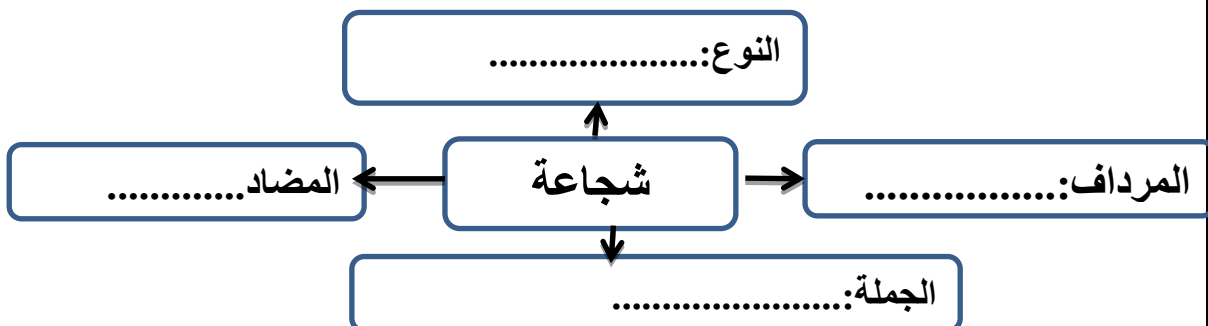 النوع:.....................
المرداف:.................
شجاعة
المضاد.............
الجملة:.......................